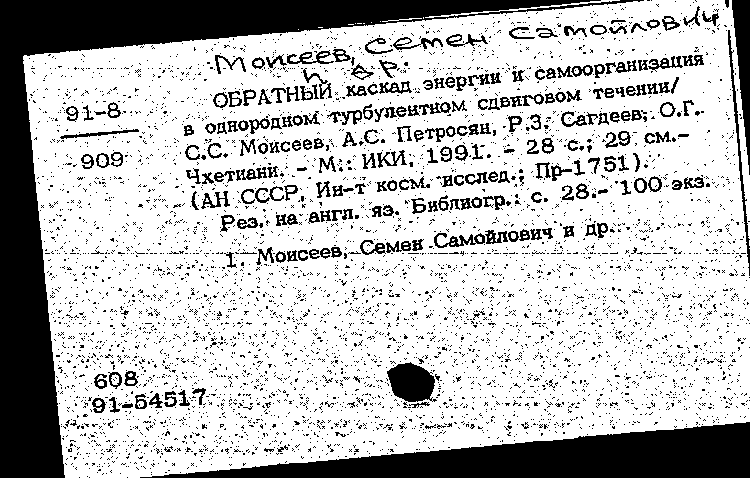 Моисеев, Семен Самойлович
и др.
91-8
909
ОБРАТНЫЙ каскад энергии и самоорганизация
в однородном турбулентном сдвиговом течении/
С.С. Моисеев, А.С. Петросян, Р.З. Сагдеев, О.Г.
Чхетиани. - М.: ИКИ, 1991. - 28 с.; 29 см.-
(АН СССР, Ин-т косм. исслед.; Пр-1751).
Рез. на англ. яз. Библиогр.: с. 28.- 100 экз.
1. Моисеев, Семен Самойлович и др.
608
91-54517